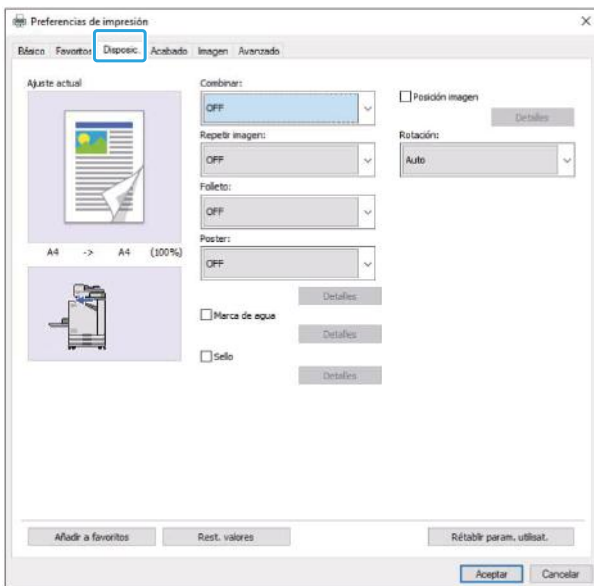 Preferencias de impresión
Básico Favoritos Disposic. Acabado Imagen Avanzado
Ajuste actual
A4 -> A4 (100%)
Combinar:
OFF
Repetir imagen:
OFF
Folleto:
OFF
Poster:
OFF
Detalles
Marca de agua
Detalles
Sello
Detalles
Posición imagen
Detalles
Rotación:
Auto
Añadir a favoritos Rest. valores Rétablir param. utilisat.
Aceptar Cancelar